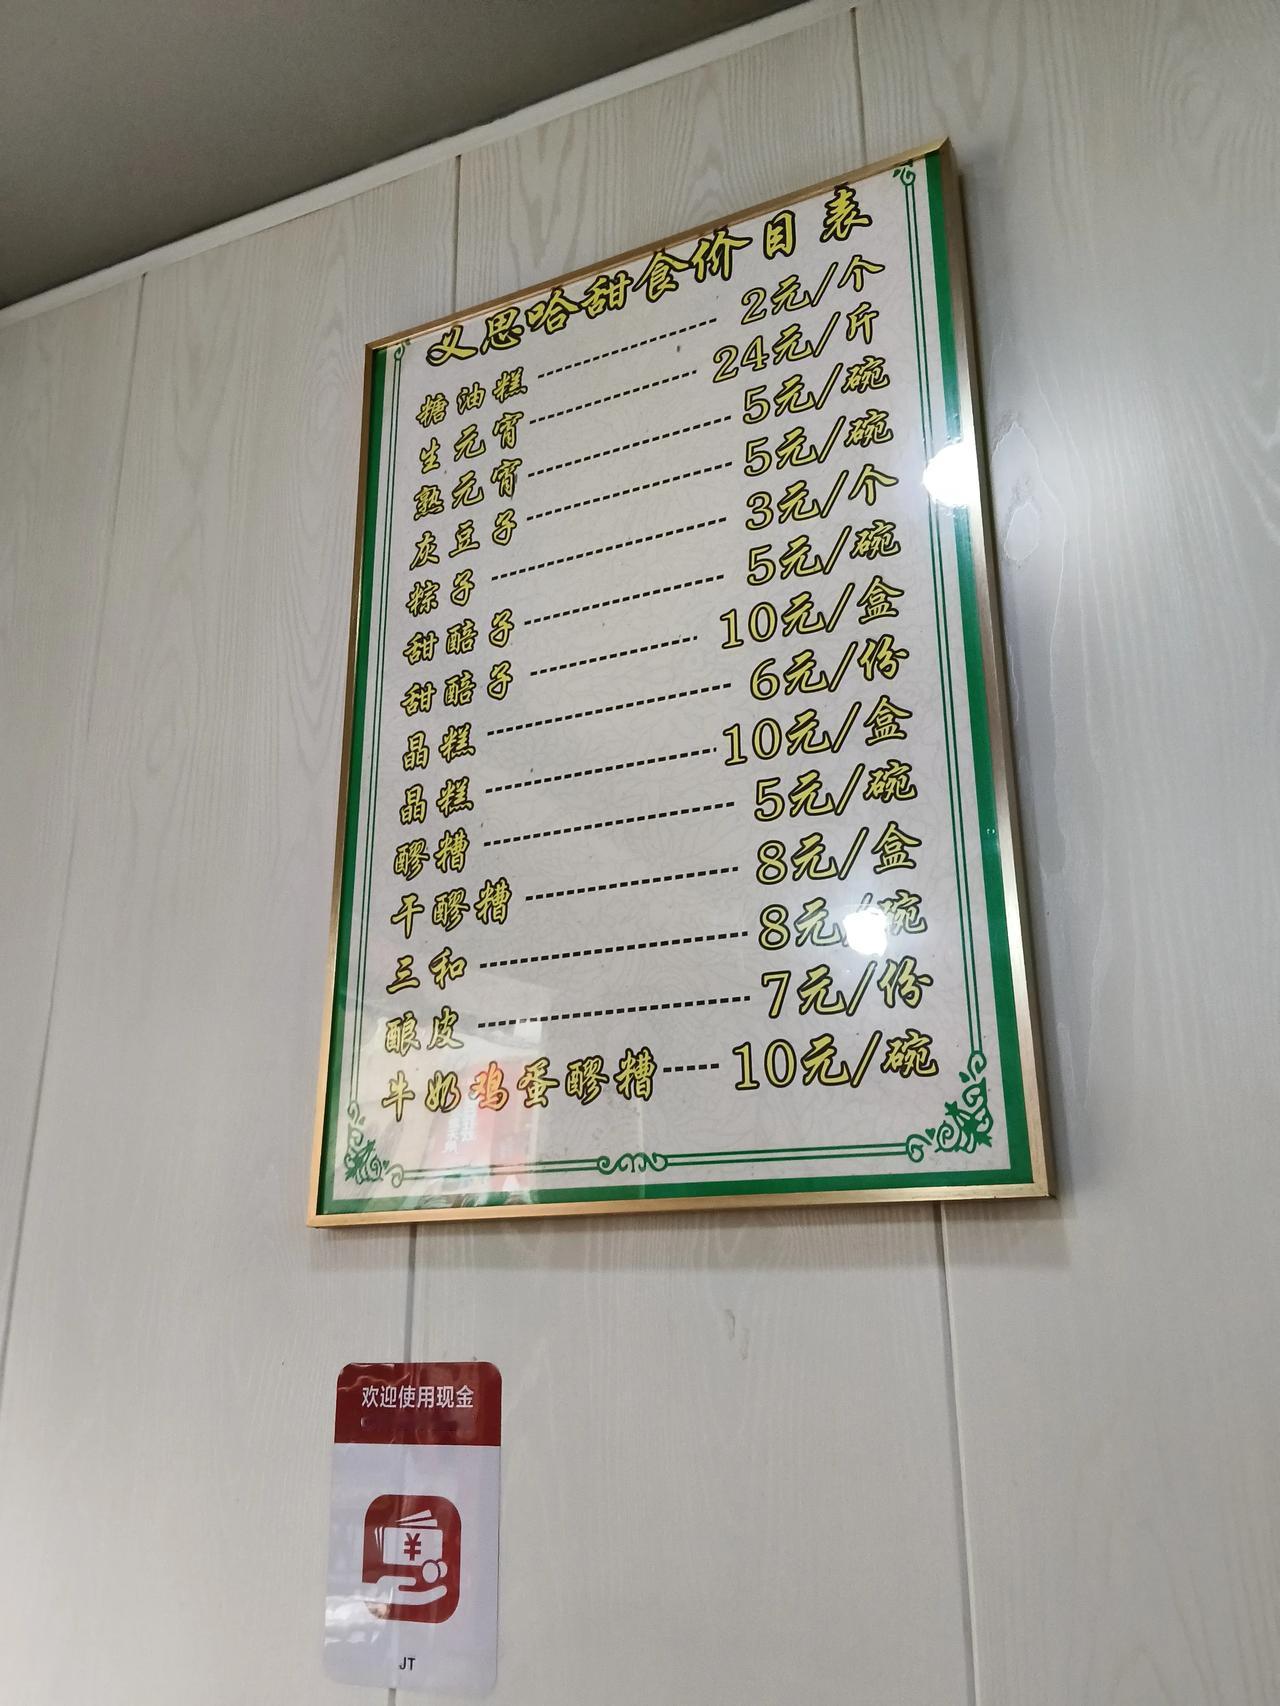 义思哈甜食价目表
糖油糕 2元/个
生元宵 24元/斤
熟元宵 5元/碗
灰豆子 5元/碗
粽子 3元/个
甜醅子 5元/碗
甜醅子 10元/盒
晶糕 6元/份
晶糕 10元/盒
醪糟 5元/碗
干醪糟 8元/盒
三和 8元/碗
酿皮 7元/份
牛奶鸡蛋醪糟 10元/碗
欢迎使用现金
¥
JT